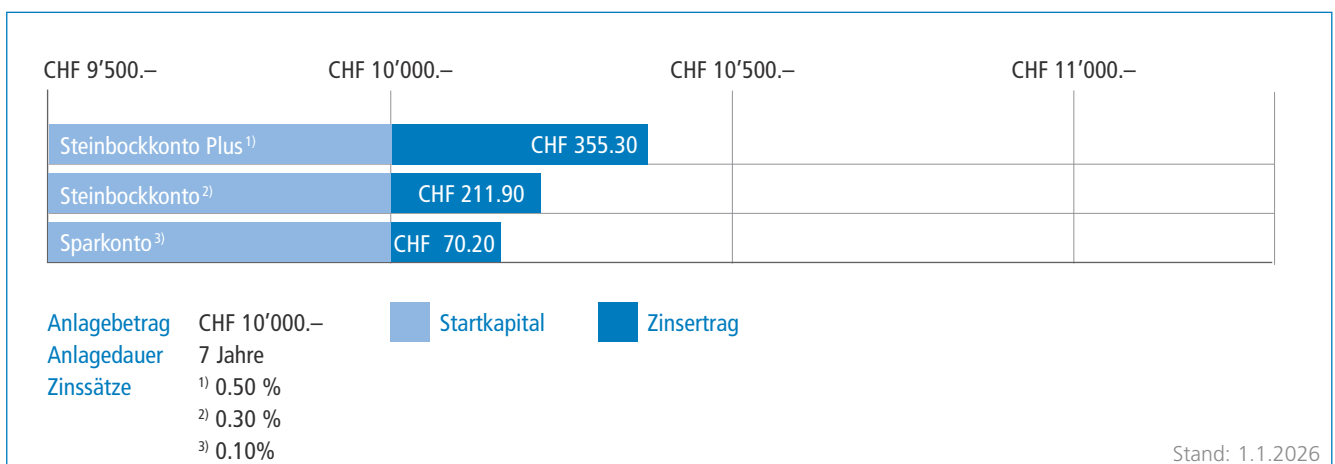 CHF 9’500.– CHF 10’000.– CHF 10’500.– CHF 11’000.–
Steinbockkonto Plus 1) CHF 355.30
Steinbockkonto 2) CHF 211.90
Sparkonto 3) CHF 70.20
Anlagebetrag CHF 10’000.– Startkapital Zinsertrag
Anlagedauer 7 Jahre
Zinssätze 1) 0.50 %
2) 0.30 %
3) 0.10%
Stand: 1.1.2026